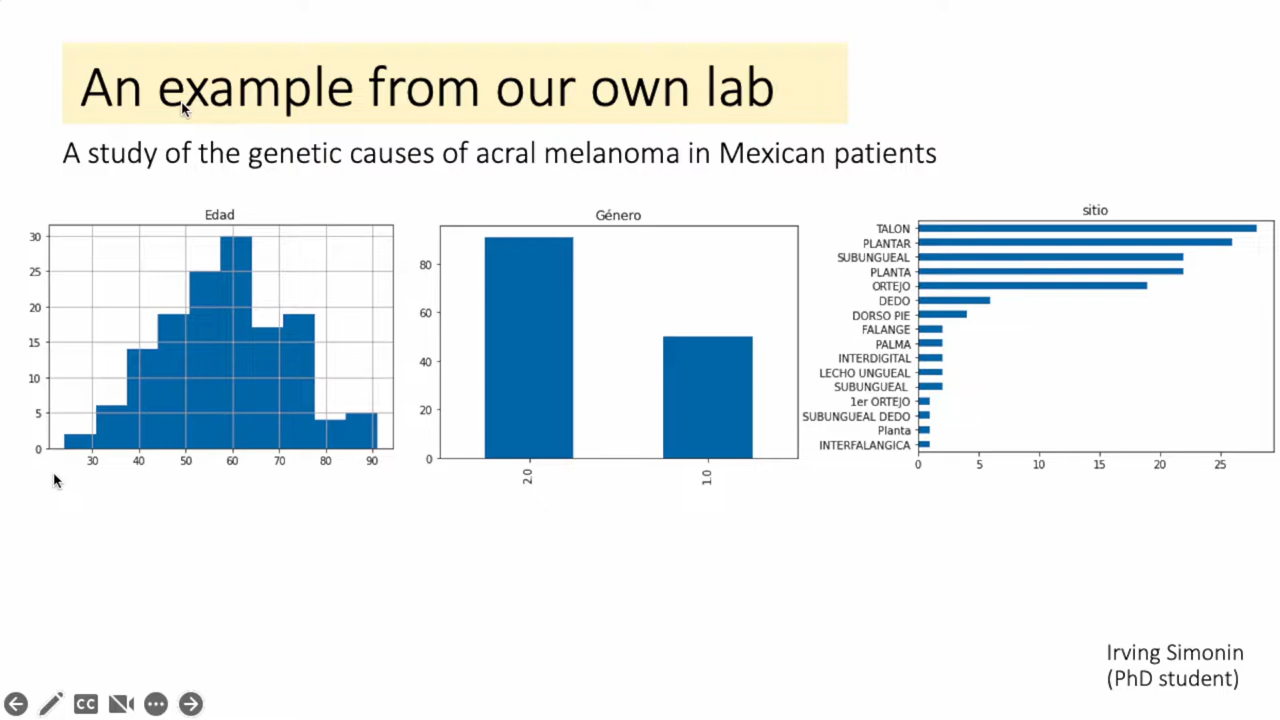 An example from our own lab
A study of the genetic causes of acral melanoma in Mexican patients
Edad
30
25
20
15
10
5
0
30 40 50 60 70 80 90
Género
80
60
40
20
0
2.0 1.0
sitio
TALON
PLANTAR
SUBUNGUEAL
PLANTA
ORTEJO
DEDO
DORSO PIE
FALANGE
PALMA
INTERDIGITAL
LECHO UNGUEAL
SUBUNGUEAL
1er ORTEJO
SUBUNGUEAL DEDO
Planta
INTERFALANGICA
0 5 10 15 20 25
Irving Simonin
(PhD student)
CC